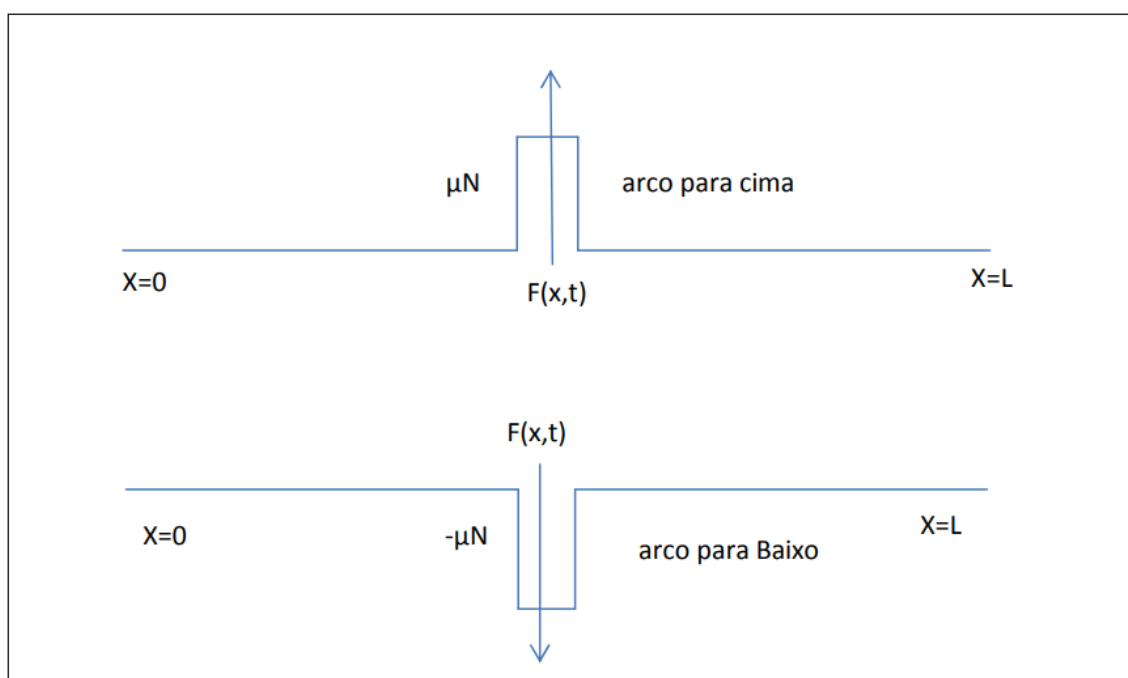 μN
arco para cima
X=0
F(x,t)
X=L
F(x,t)
X=0
-μN
arco para Baixo
X=L